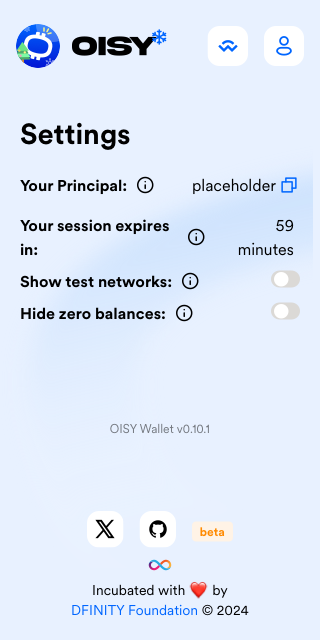 OISY
Settings
Your Principal:
placeholder
Your session expires in:
59 minutes
Show test networks:
Hide zero balances:
OISY Wallet v0.10.1
beta
Incubated with ❤️ by
DFINITY Foundation © 2024